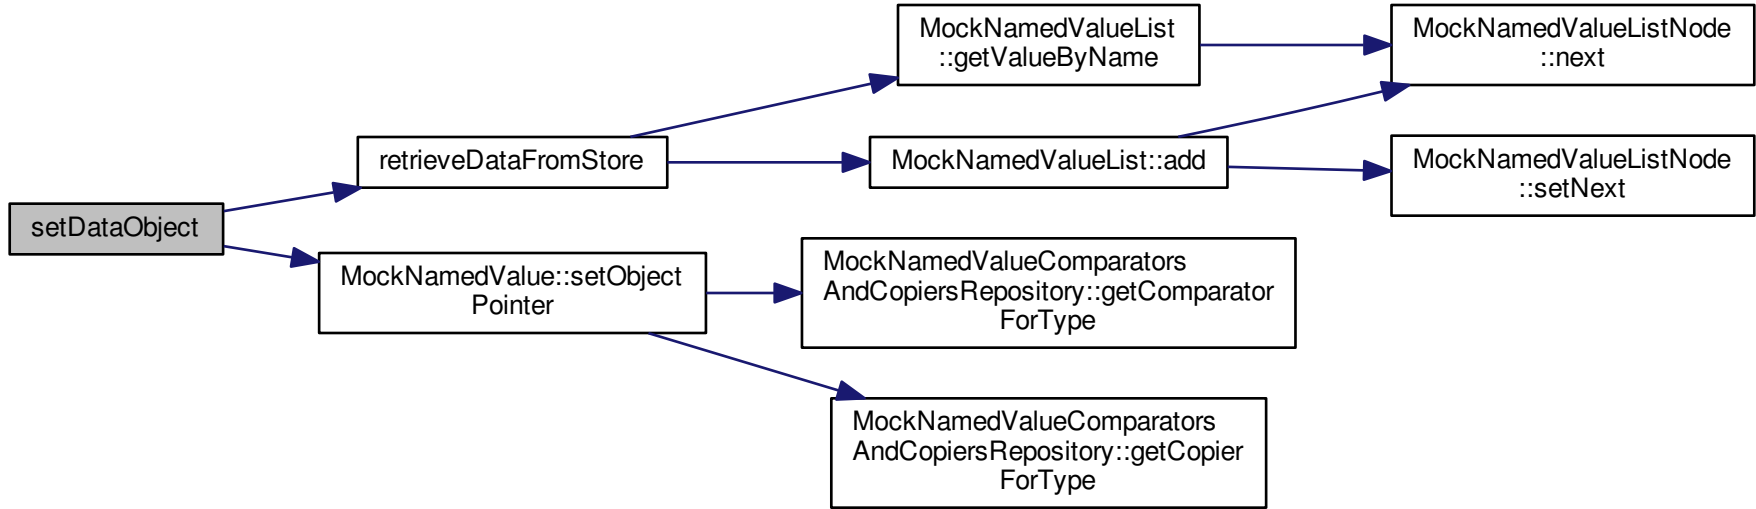 MockNamedValueList
::getValueByName
MockNamedValueListNode
::next
retrieveDataFromStore
MockNamedValueList::add
MockNamedValueListNode
::setNext
setDataObject
MockNamedValue::setObject
Pointer
MockNamedValueComparators
AndCopiersRepository::getComparator
ForType
MockNamedValueComparators
AndCopiersRepository::getCopier
ForType